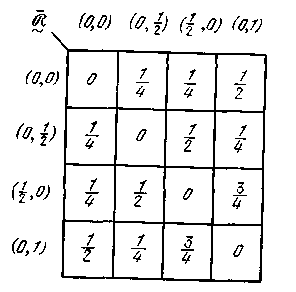 ℛ̄ (0,0) (0, 1/2) (1/2 ,0) (0,1)
(0,0) 0 1/4 1/4 1/2
(0, 1/2) 1/4 0 1/2 1/4
(1/2 ,0) 1/4 1/2 0 3/4
(0,1) 1/2 1/4 3/4 0